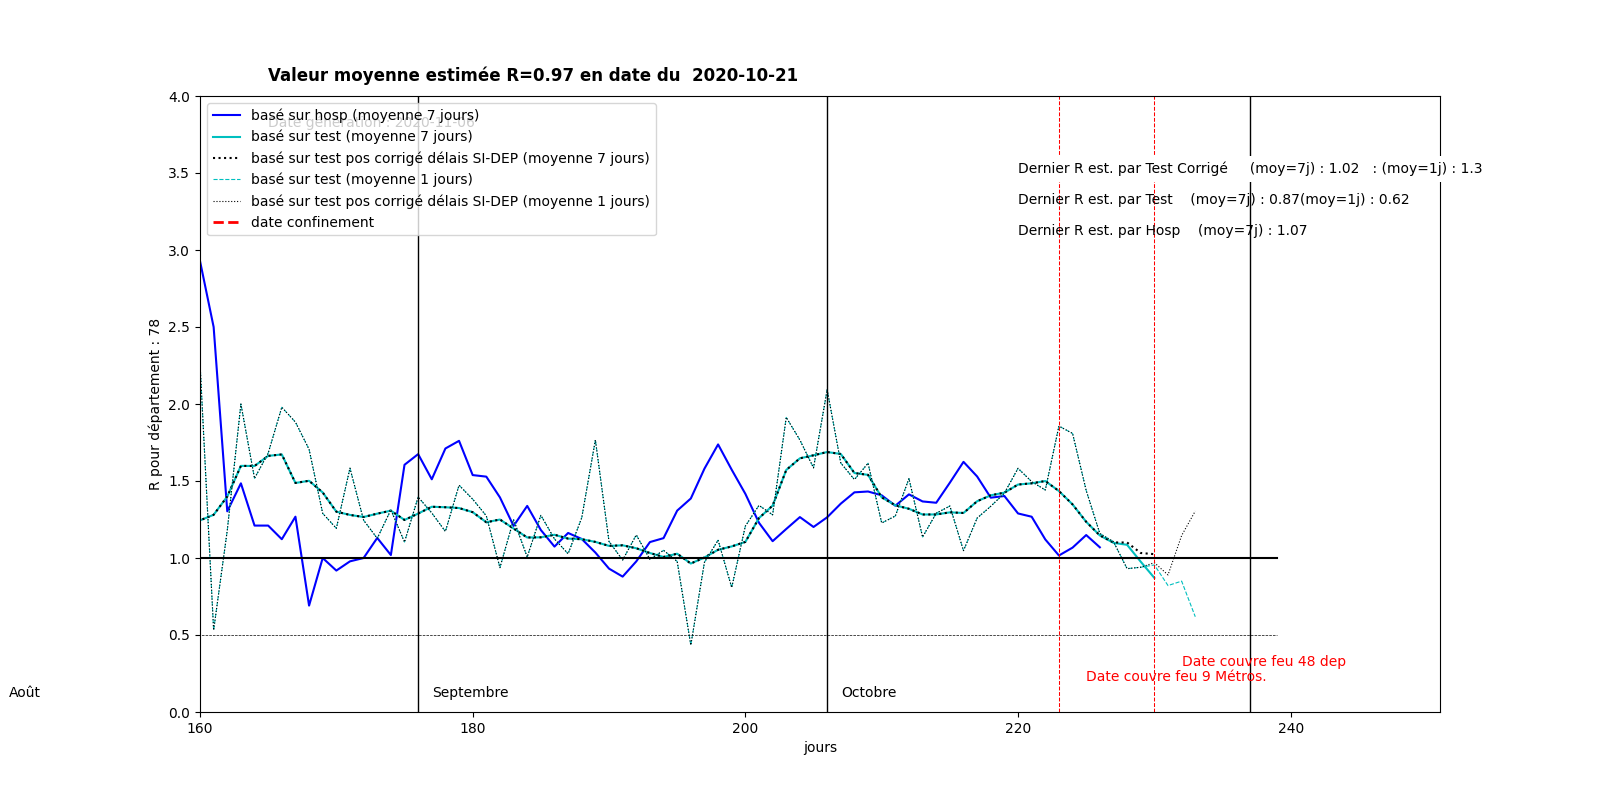 Valeur moyenne estimée R=0.97 en date du  2020-10-21
Date génération : 2020-11-06
basé sur hosp (moyenne 7 jours)
basé sur test (moyenne 7 jours)
basé sur test pos corrigé délais SI-DEP (moyenne 7 jours)
basé sur test (moyenne 1 jours)
basé sur test pos corrigé délais SI-DEP (moyenne 1 jours)
date confinement
Dernier R est. par Test Corrigé (moy=7j) : 1.02 : (moy=1j) : 1.3
Dernier R est. par Test (moy=7j) : 0.87(moy=1j) : 0.62
Dernier R est. par Hosp (moy=7j) : 1.07
4.0
3.5
3.0
2.5
2.0
1.5
1.0
0.5
0.0
R pour département : 78
Date couvre feu 48 dep
Date couvre feu 9 Métros.
Août
Septembre
Octobre
160
180
200
220
240
jours